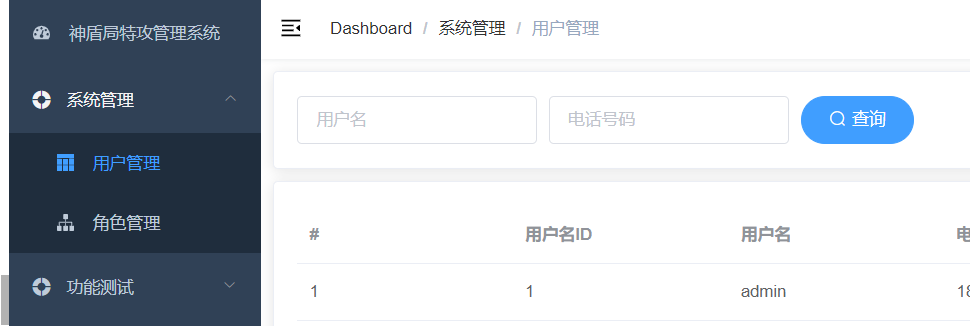 神盾局特攻管理系统
系统管理
用户管理
角色管理
功能测试
Dashboard / 系统管理 / 用户管理
用户名 电话号码 查询
# 用户名ID 用户名
1 1 admin 18